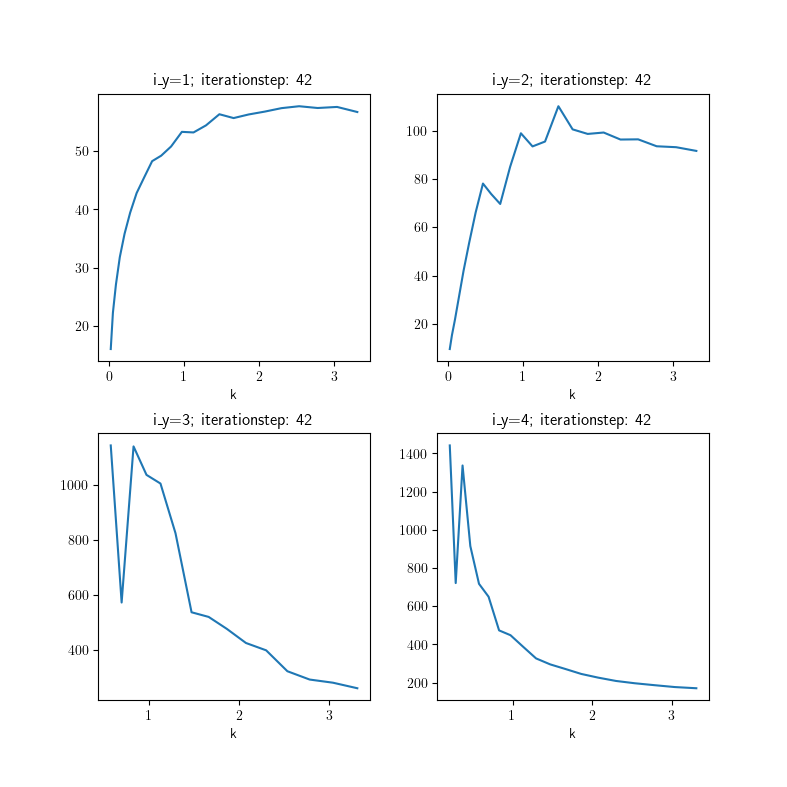 i_y=1; iterationstep: 42
i_y=2; iterationstep: 42
50
40
30
20
0 1 2 3
k
100
80
60
40
20
0 1 2 3
k
i_y=3; iterationstep: 42
i_y=4; iterationstep: 42
1000
800
600
400
1 2 3
k
1400
1200
1000
800
600
400
200
1 2 3
k